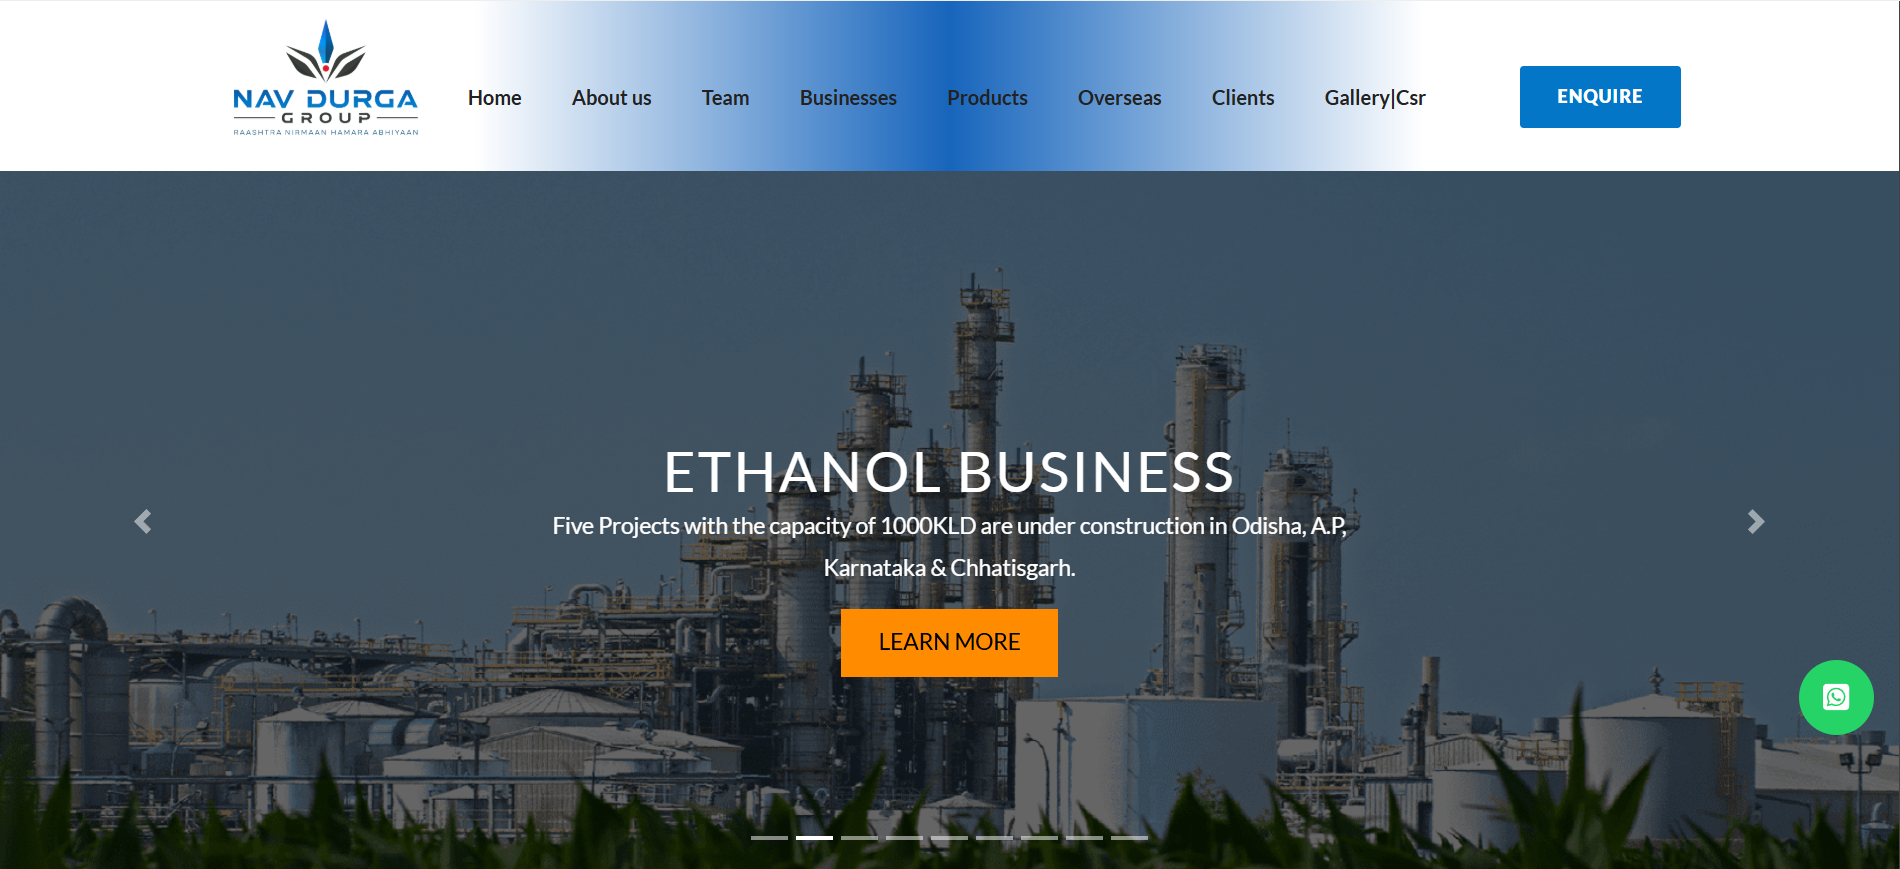 NAV DURGA
GROUP
RAASHTRA NIRMAAN HAMARA ABHIYAAN
Home
About us
Team
Businesses
Products
Overseas
Clients
Gallery|Csr
ENQUIRE
ETHANOL BUSINESS
Five Projects with the capacity of 1000KLD are under construction in Odisha, A.P,
Karnataka & Chhatisgarh.
LEARN MORE